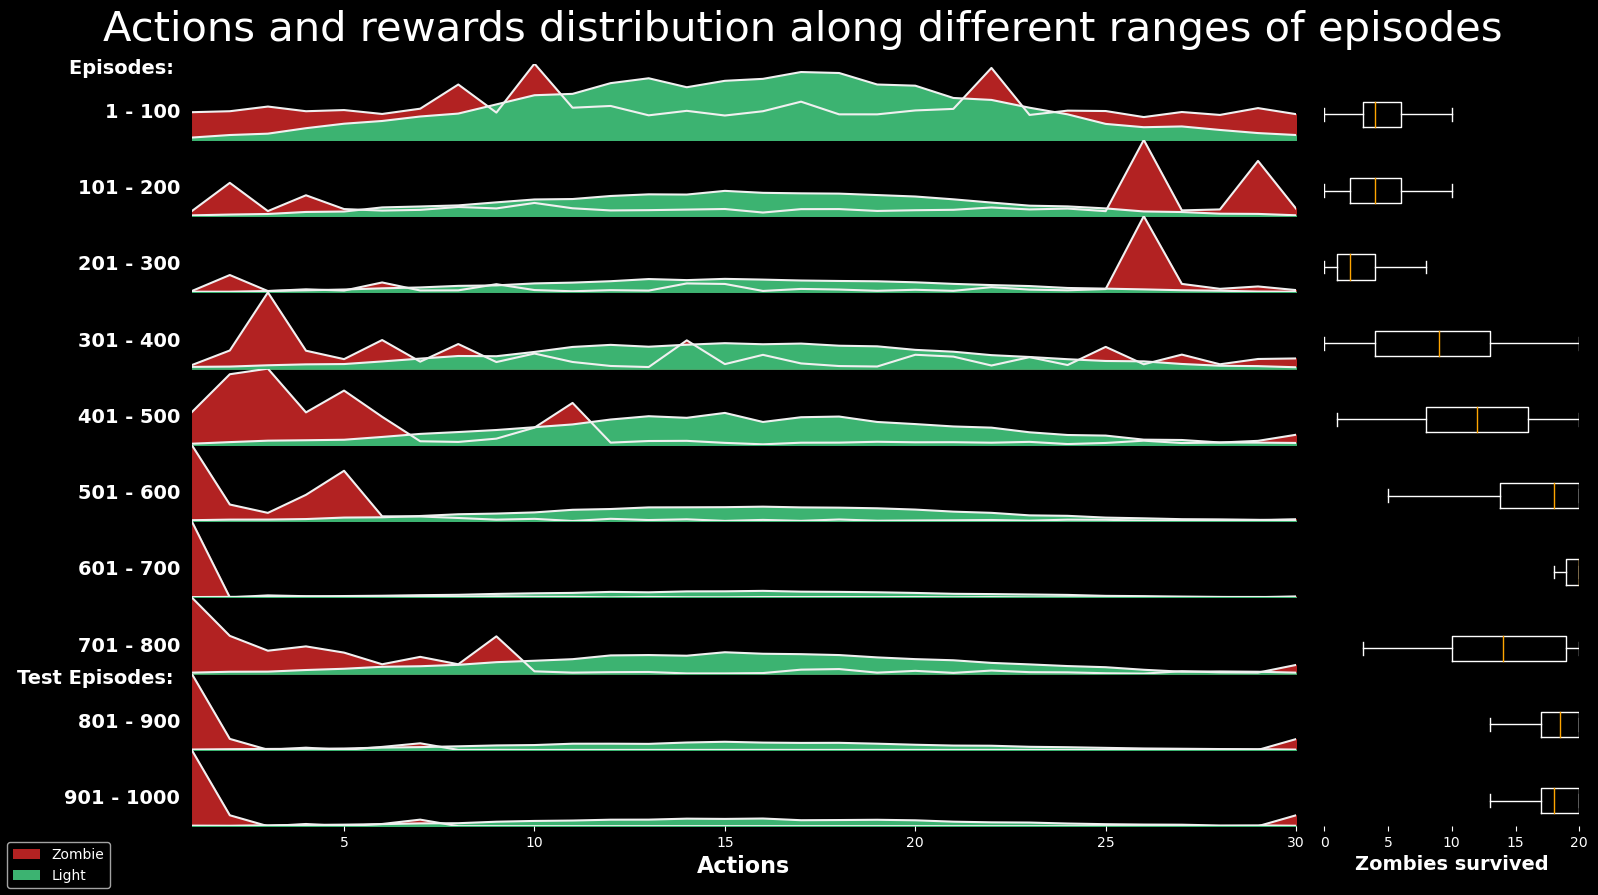 Actions and rewards distribution along different ranges of episodes
Episodes:
1 - 100
101 - 200
201 - 300
301 - 400
401 - 500
501 - 600
601 - 700
701 - 800
Test Episodes:
801 - 900
901 - 1000
5 10 15 20 25 30
Actions
0 5 10 15 20
Zombies survived
Zombie
Light